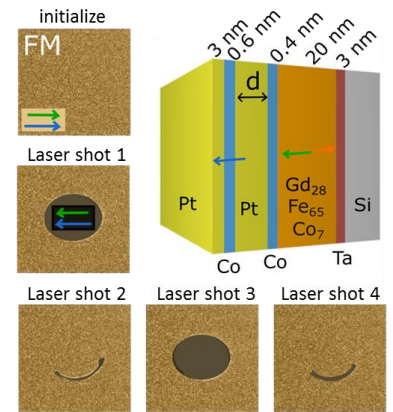 initialize
FM
Laser shot 1
3 nm
0.6 nm
0.4 nm
20 nm
3 nm
d
Pt
Pt
Gd28
Fe65
Co7
Si
Co
Co
Ta
Laser shot 2
Laser shot 3
Laser shot 4